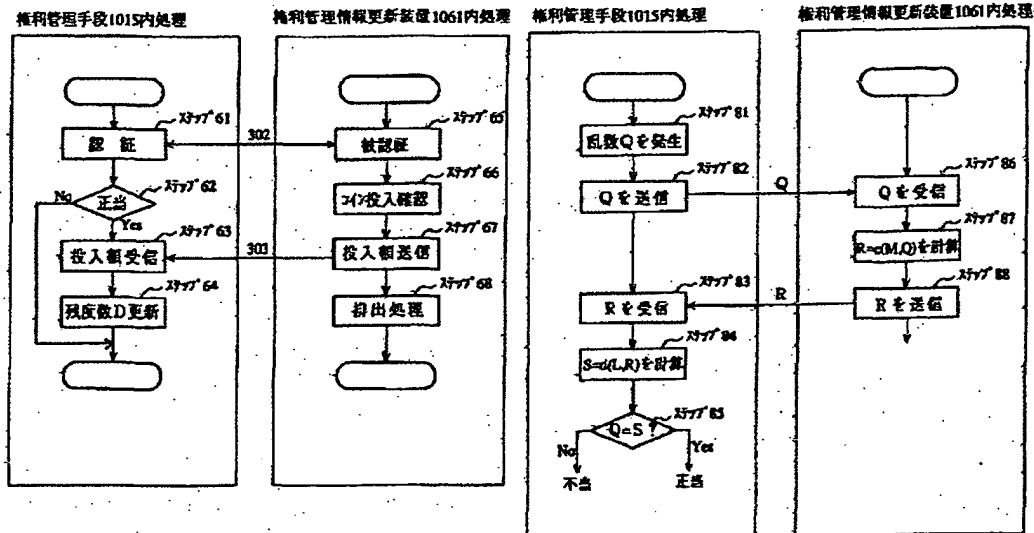 権利管理手段1015内処理
権利管理情報更新装置1061内処理
ステップ61
認証
302
ステップ65
被認証
ステップ62
正当
No
Yes
ステップ66
コイン投入確認
ステップ63
投入額受信
303
ステップ67
投入額送信
ステップ64
残度数D更新
ステップ68
排出処理
権利管理手段1015内処理
権利管理情報更新装置1061内処理
ステップ81
乱数Qを発生
ステップ82
Qを送信
Q
ステップ86
Qを受信
ステップ87
R=e(M,Q)を計算
ステップ83
Rを受信
R
ステップ88
Rを送信
ステップ84
S=d(L,R)を計算
ステップ85
Q=S?
No
Yes
不当
正当